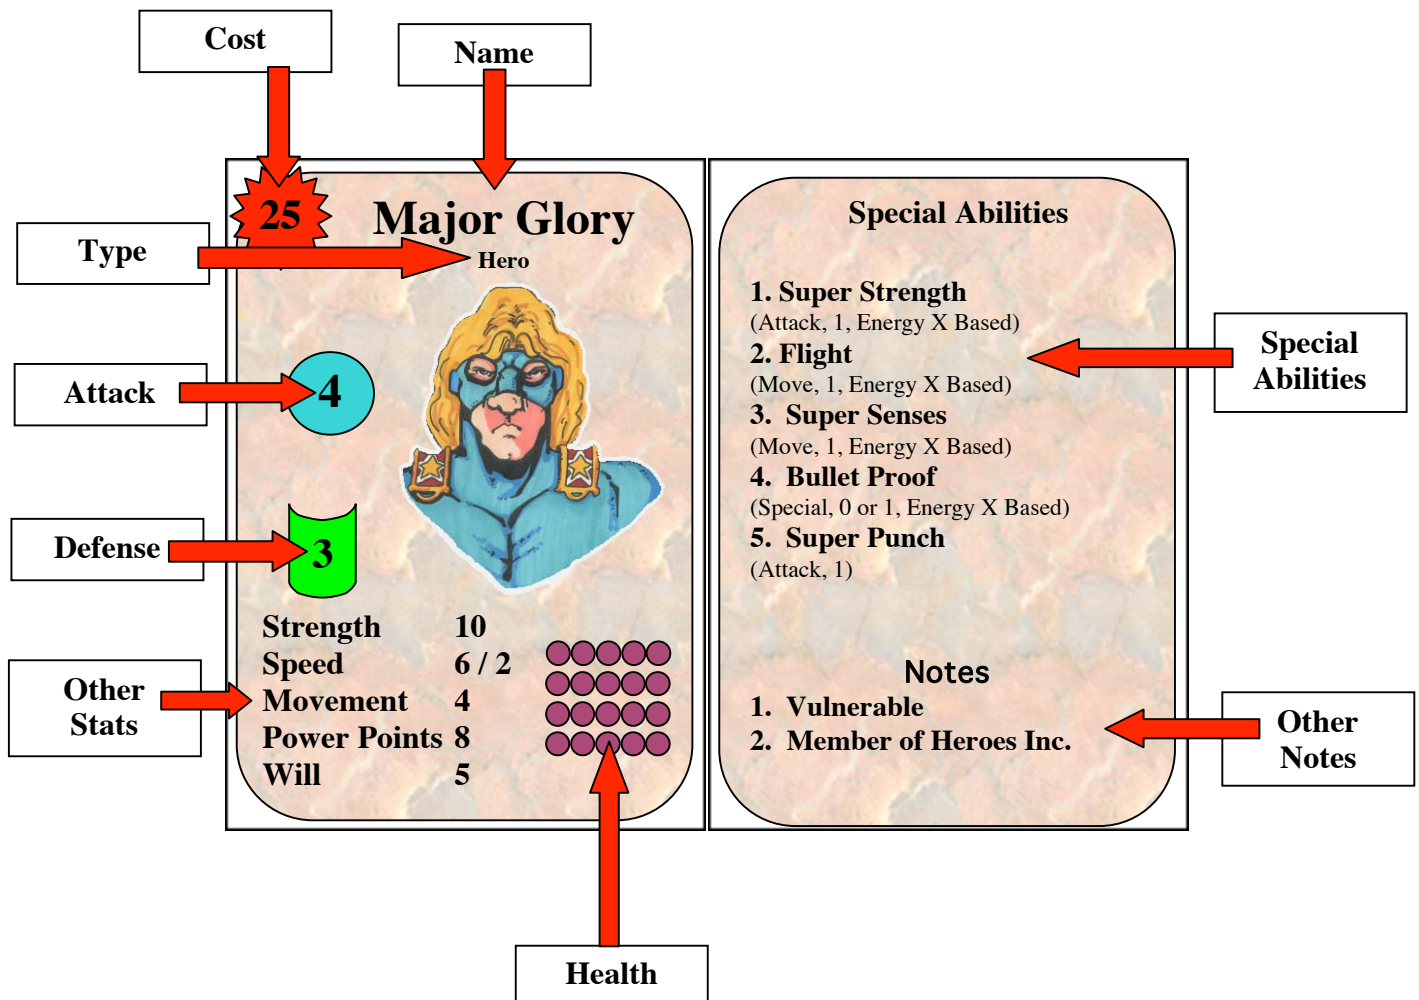 Cost
Name
25
Major Glory
Type
Hero
Attack
4
Defense
3
Strength 10
Speed 6 / 2
Movement 4
Power Points 8
Will 5
Other
Stats
Health
Special Abilities
1. Super Strength
(Attack, 1, Energy X Based)
2. Flight
(Move, 1, Energy X Based)
3. Super Senses
(Move, 1, Energy X Based)
4. Bullet Proof
(Special, 0 or 1, Energy X Based)
5. Super Punch
(Attack, 1)
Special
Abilities
Notes
1. Vulnerable
2. Member of Heroes Inc.
Other
Notes